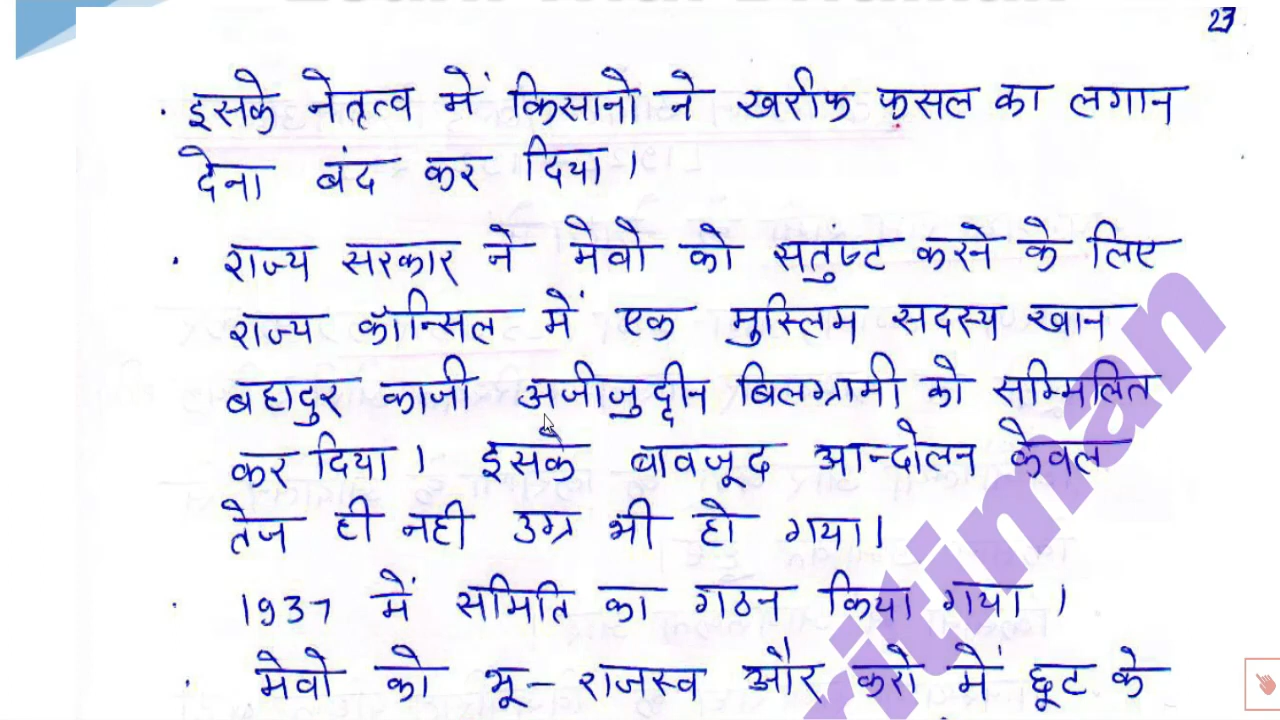 23
· इसके नेतृत्व में किसानो ने खरीफ फ़सल का लगान
देना बंद कर दिया।
· राज्य सरकार ने मेवो को सतुंष्ट करने के लिए
राज्य कॉन्सिल में एक मुस्लिम सदस्य खान
बहादुर काजी अजीजुद्दीन बिलग्रामी को सम्मिलित
कर दिया। इसके बावजूद आन्दोलन केवल
तेज ही नही उग्र भी हो गया।
· 1937 में समिति का गठन किया गया।
· मेवो को भू-राजस्व और करो में छूट के
ritiman